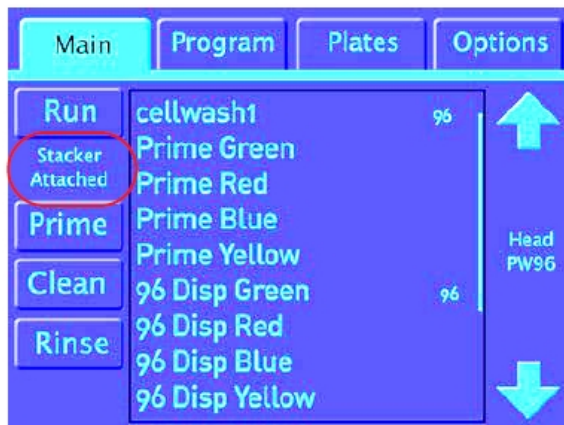 Main Program Plates Options
Run
Stacker
Attached
Prime
Clean
Rinse
cellwash1 96
Prime Green
Prime Red
Prime Blue
Prime Yellow
96 Disp Green 96
96 Disp Red
96 Disp Blue
96 Disp Yellow
Head
PW96